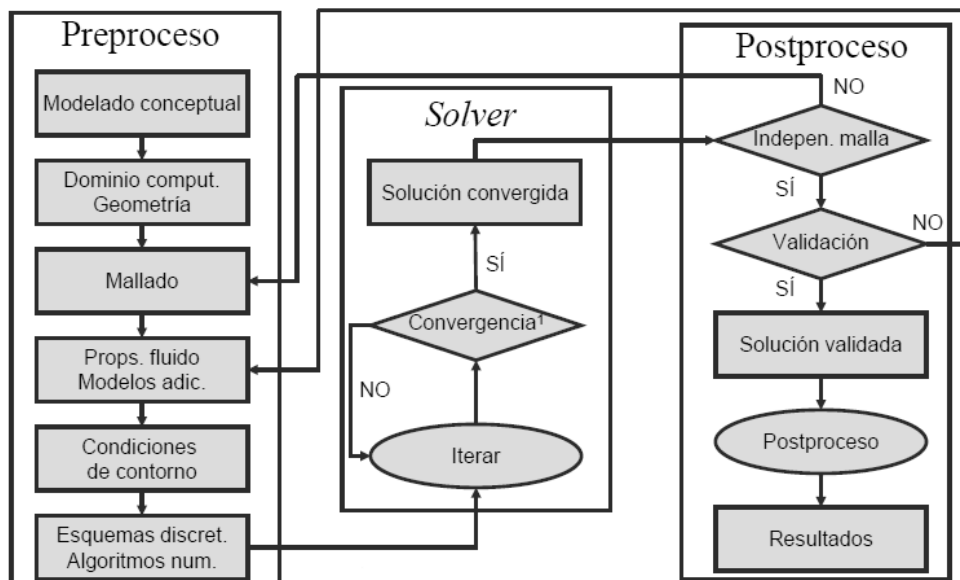 Preproceso
Modelado conceptual
Dominio comput.
Geometría
Mallado
Props. fluido
Modelos adic.
Condiciones
de contorno
Esquemas discret.
Algoritmos num.
Solver
Solución convergida
SÍ
Convergencia¹
NO
Iterar
Postproceso
NO
Indepen. malla
SÍ
NO
Validación
SÍ
Solución validada
Postproceso
Resultados